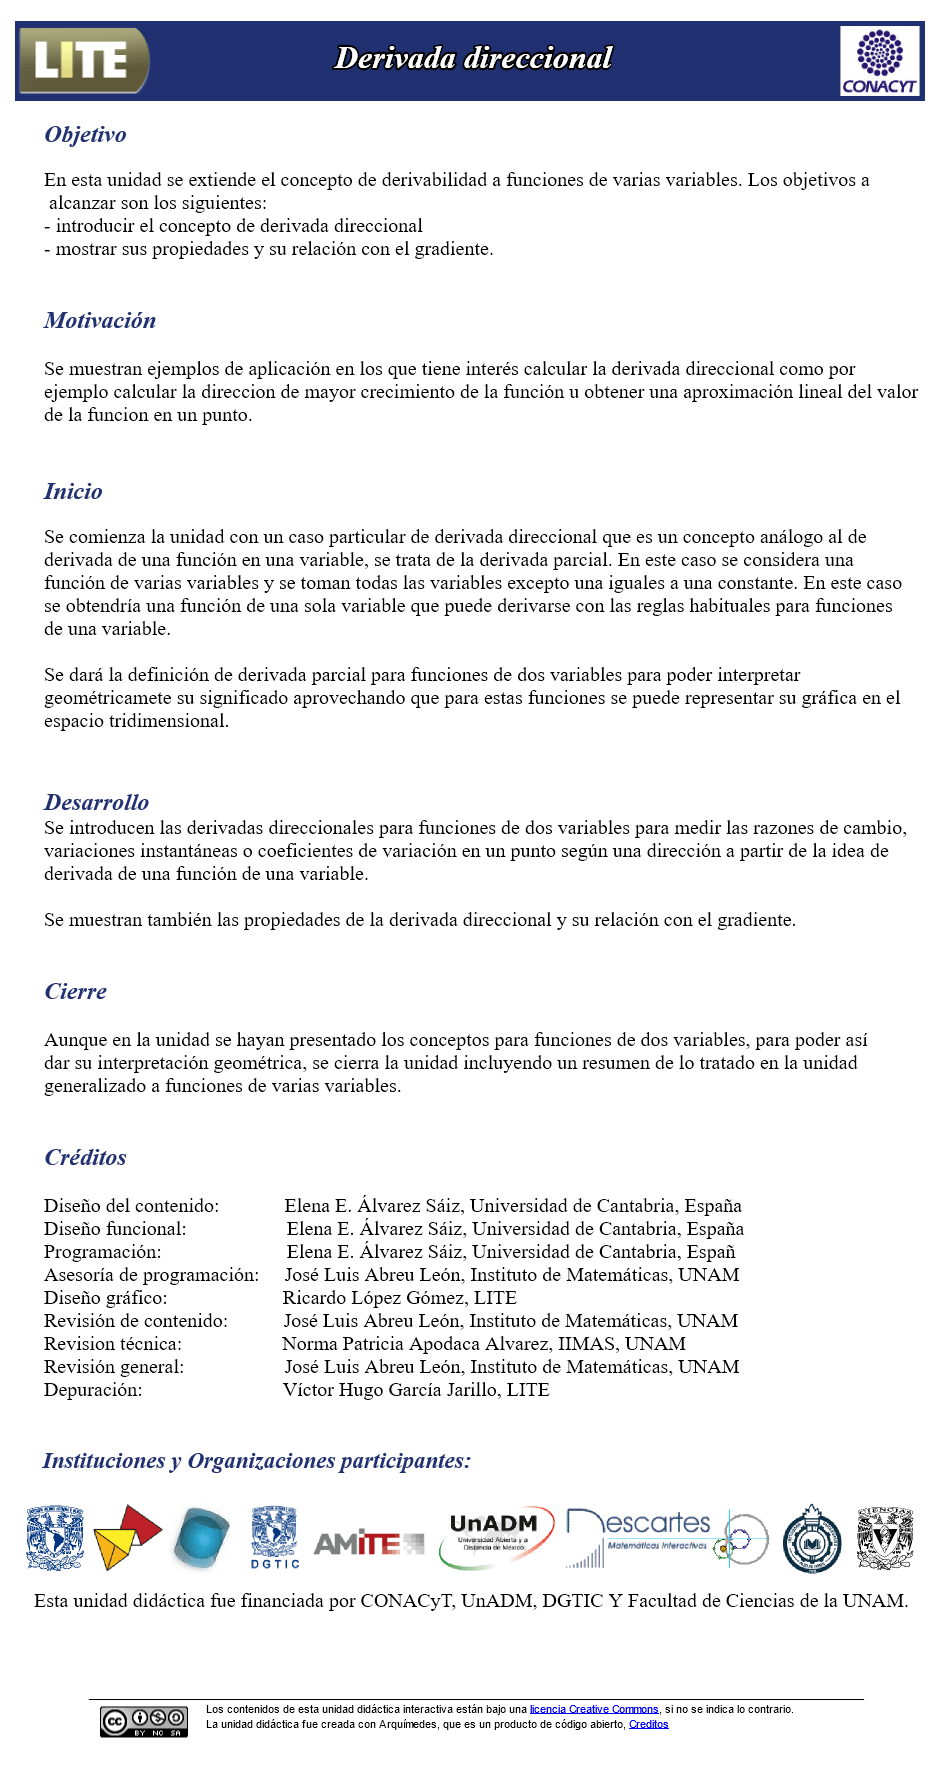 LITE
Derivada direccional
CONACYT
Objetivo
En esta unidad se extiende el concepto de derivabilidad a funciones de varias variables. Los objetivos a
alcanzar son los siguientes:
- introducir el concepto de derivada direccional
- mostrar sus propiedades y su relación con el gradiente.
Motivación
Se muestran ejemplos de aplicación en los que tiene interés calcular la derivada direccional como por
ejemplo calcular la direccion de mayor crecimiento de la función u obtener una aproximación lineal del valor
de la funcion en un punto.
Inicio
Se comienza la unidad con un caso particular de derivada direccional que es un concepto análogo al de
derivada de una función en una variable, se trata de la derivada parcial. En este caso se considera una
función de varias variables y se toman todas las variables excepto una iguales a una constante. En este caso
se obtendría una función de una sola variable que puede derivarse con las reglas habituales para funciones
de una variable.
Se dará la definición de derivada parcial para funciones de dos variables para poder interpretar
geométricamete su significado aprovechando que para estas funciones se puede representar su gráfica en el
espacio tridimensional.
Desarrollo
Se introducen las derivadas direccionales para funciones de dos variables para medir las razones de cambio,
variaciones instantáneas o coeficientes de variación en un punto según una dirección a partir de la idea de
derivada de una función de una variable.
Se muestran también las propiedades de la derivada direccional y su relación con el gradiente.
Cierre
Aunque en la unidad se hayan presentado los conceptos para funciones de dos variables, para poder así
dar su interpretación geométrica, se cierra la unidad incluyendo un resumen de lo tratado en la unidad
generalizado a funciones de varias variables.
Créditos
Diseño del contenido: Elena E. Álvarez Sáiz, Universidad de Cantabria, España
Diseño funcional: Elena E. Álvarez Sáiz, Universidad de Cantabria, España
Programación: Elena E. Álvarez Sáiz, Universidad de Cantabria, Españ
Asesoría de programación: José Luis Abreu León, Instituto de Matemáticas, UNAM
Diseño gráfico: Ricardo López Gómez, LITE
Revisión de contenido: José Luis Abreu León, Instituto de Matemáticas, UNAM
Revision técnica: Norma Patricia Apodaca Alvarez, IIMAS, UNAM
Revisión general: José Luis Abreu León, Instituto de Matemáticas, UNAM
Depuración: Víctor Hugo García Jarillo, LITE
Instituciones y Organizaciones participantes:
DGTIC
AMiTE
UnADM
Universidad Abierta y a
Distancia de México
Descartes
Matemáticas Interactivas
CIENCIAS
Esta unidad didáctica fue financiada por CONACyT, UnADM, DGTIC Y Facultad de Ciencias de la UNAM.
cc BY NC SA
Los contenidos de esta unidad didáctica interactiva están bajo una licencia Creative Commons, si no se indica lo contrario.
La unidad didáctica fue creada con Arquímedes, que es un producto de código abierto, Creditos